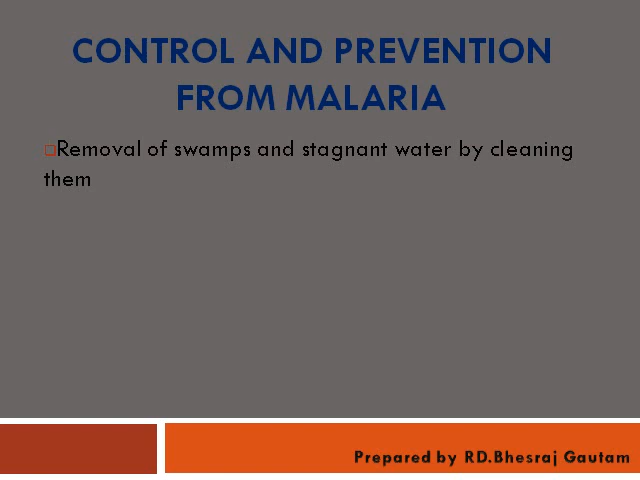 CONTROL AND PREVENTION
FROM MALARIA
Removal of swamps and stagnant water by cleaning
them
Prepared by RD.Bhesraj Gautam